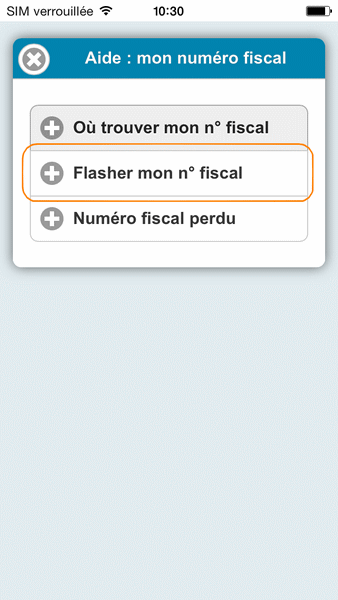 SIM verrouillée 10:30
Aide : mon numéro fiscal
Où trouver mon n° fiscal
Flasher mon n° fiscal
Numéro fiscal perdu